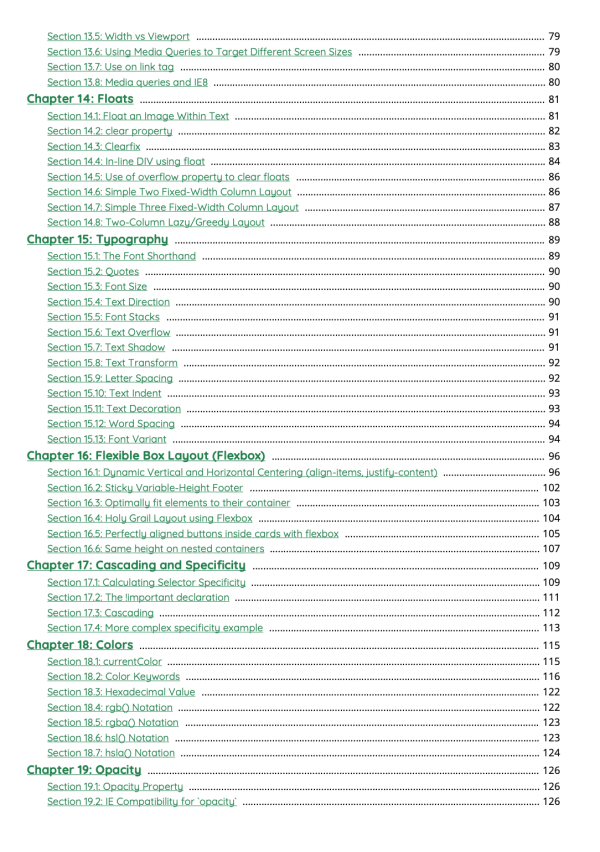 Section 13.5: Width vs Viewport ........ 79
Section 13.6: Using Media Queries to Target Different Screen Sizes ........ 79
Section 13.7: Use on link tag ........ 80
Section 13.8: Media queries and IE8 ........ 80
Chapter 14: Floats ........ 81
Section 14.1: Float an Image Within Text ........ 81
Section 14.2: clear property ........ 82
Section 14.3: Clearfix ........ 83
Section 14.4: In-line DIV using float ........ 84
Section 14.5: Use of overflow property to clear floats ........ 86
Section 14.6: Simple Two Fixed-Width Column Layout ........ 86
Section 14.7: Simple Three Fixed-Width Column Layout ........ 87
Section 14.8: Two-Column Lazy/Greedy Layout ........ 88
Chapter 15: Typography ........ 89
Section 15.1: The Font Shorthand ........ 89
Section 15.2: Quotes ........ 90
Section 15.3: Font Size ........ 90
Section 15.4: Text Direction ........ 90
Section 15.5: Font Stacks ........ 91
Section 15.6: Text Overflow ........ 91
Section 15.7: Text Shadow ........ 91
Section 15.8: Text Transform ........ 92
Section 15.9: Letter Spacing ........ 92
Section 15.10: Text Indent ........ 93
Section 15.11: Text Decoration ........ 93
Section 15.12: Word Spacing ........ 94
Section 15.13: Font Variant ........ 94
Chapter 16: Flexible Box Layout (Flexbox) ........ 96
Section 16.1: Dynamic Vertical and Horizontal Centering (align-items, justify-content) ........ 96
Section 16.2: Sticky Variable-Height Footer ........ 102
Section 16.3: Optimally fit elements to their container ........ 103
Section 16.4: Holy Grail Layout using Flexbox ........ 104
Section 16.5: Perfectly aligned buttons inside cards with flexbox ........ 105
Section 16.6: Same height on nested containers ........ 107
Chapter 17: Cascading and Specificity ........ 109
Section 17.1: Calculating Selector Specificity ........ 109
Section 17.2: The !important declaration ........ 111
Section 17.3: Cascading ........ 112
Section 17.4: More complex specificity example ........ 113
Chapter 18: Colors ........ 115
Section 18.1: currentColor ........ 115
Section 18.2: Color Keywords ........ 116
Section 18.3: Hexadecimal Value ........ 122
Section 18.4: rgb() Notation ........ 122
Section 18.5: rgba() Notation ........ 123
Section 18.6: hsl() Notation ........ 123
Section 18.7: hsla() Notation ........ 124
Chapter 19: Opacity ........ 126
Section 19.1: Opacity Property ........ 126
Section 19.2: IE Compatibility for `opacity` ........ 126